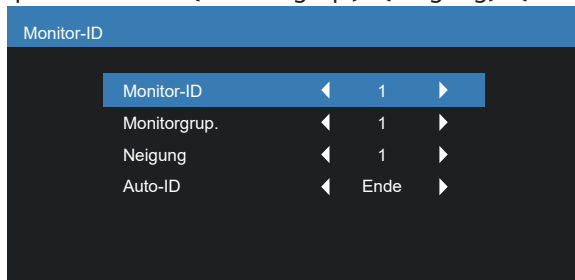 Monitor-ID
Monitor-ID 1
Monitorgrup. 1
Neigung 1
Auto-ID Ende